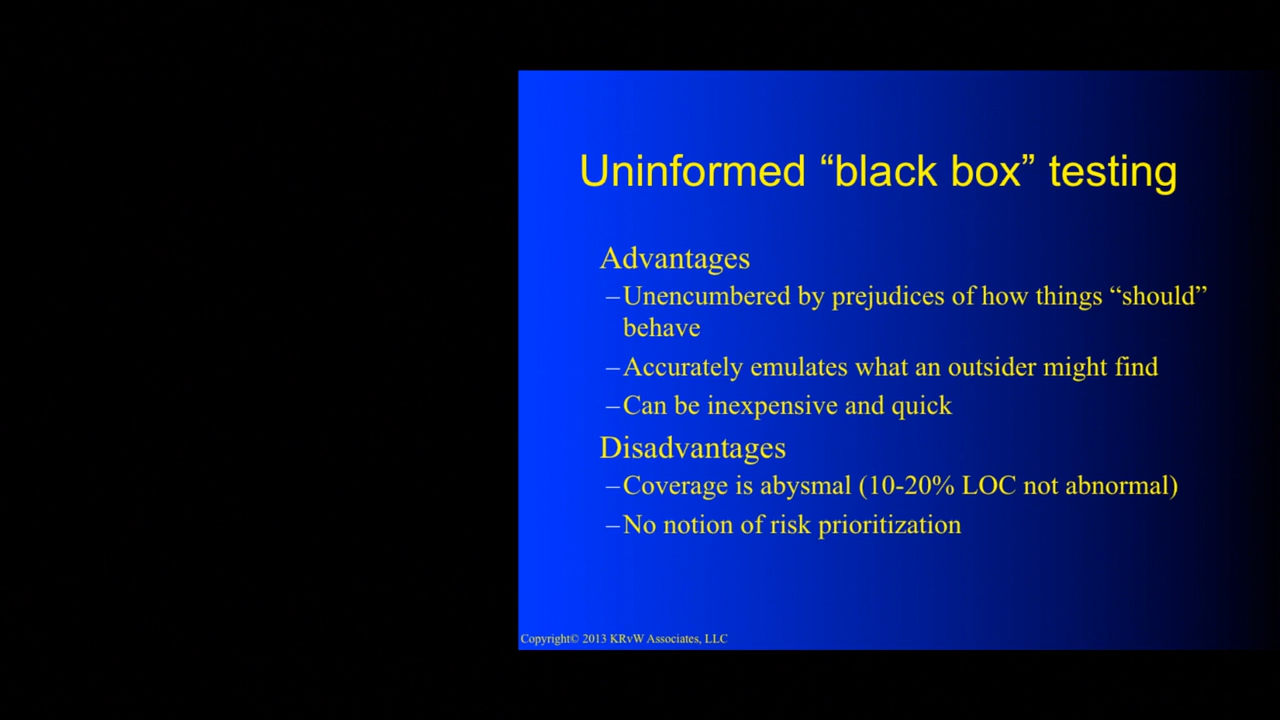 Uninformed “black box” testing
Advantages
–Unencumbered by prejudices of how things “should”
behave
–Accurately emulates what an outsider might find
–Can be inexpensive and quick
Disadvantages
–Coverage is abysmal (10-20% LOC not abnormal)
–No notion of risk prioritization
Copyright© 2013 KRvW Associates, LLC